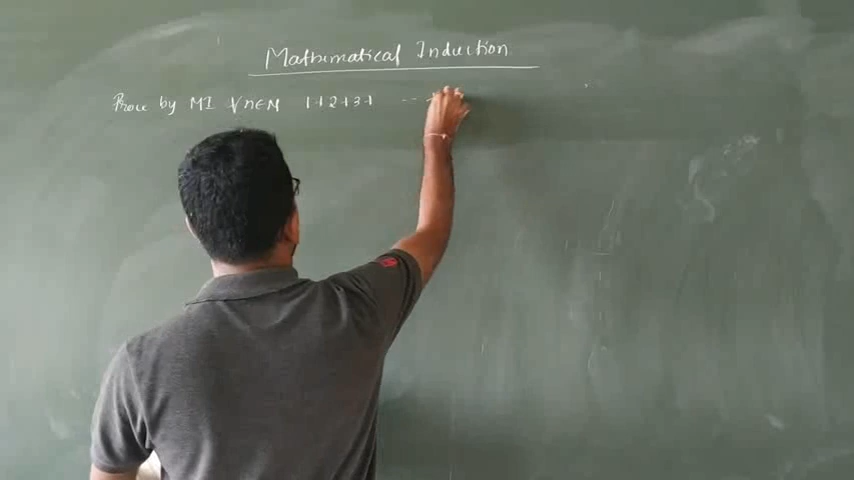 Mathematical Induction
Prove by MI ∀n∈N 1+2+3+ ---